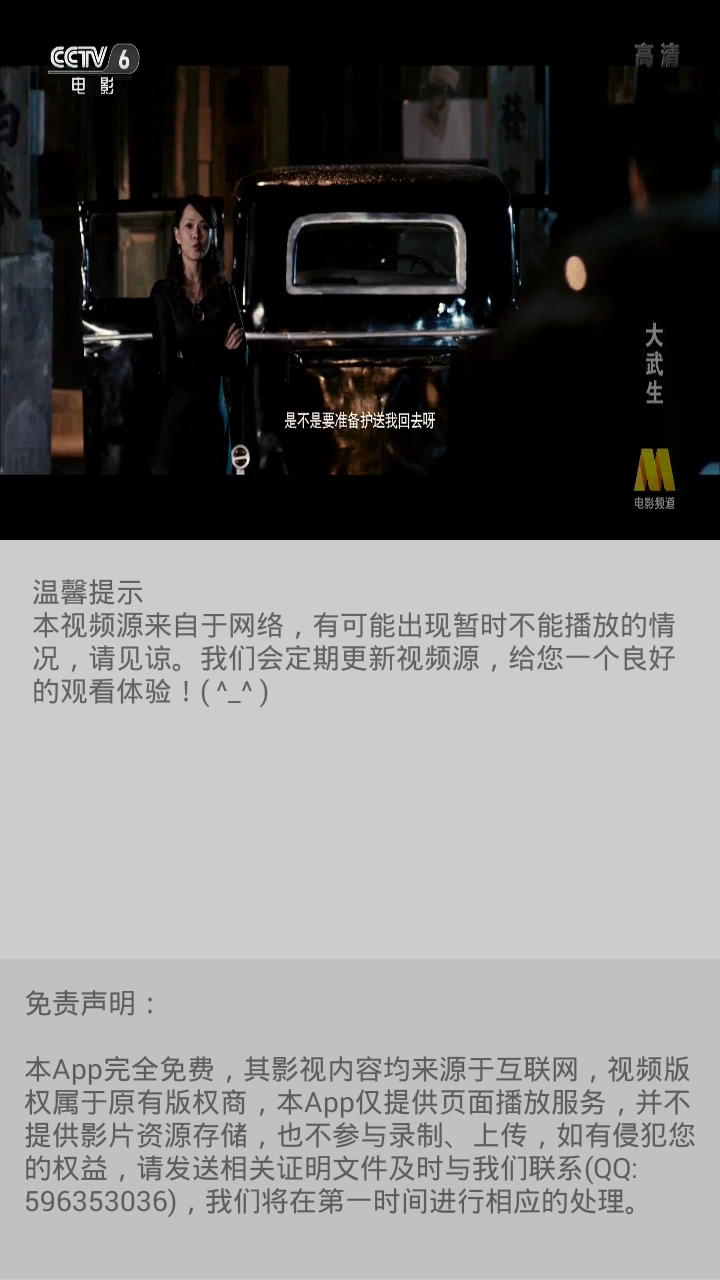 CCTV 6
电影
高清
大武生
是不是要准备护送我回去呀
电影频道
温馨提示
本视频源来自于网络，有可能出现暂时不能播放的情
况，请见谅。我们会定期更新视频源，给您一个良好
的观看体验！( ^_^ )
免责声明：
本App完全免费，其影视内容均来源于互联网，视频版
权属于原有版权商，本App仅提供页面播放服务，并不
提供影片资源存储，也不参与录制、上传，如有侵犯您
的权益，请发送相关证明文件及时与我们联系(QQ:
596353036)，我们将在第一时间进行相应的处理。